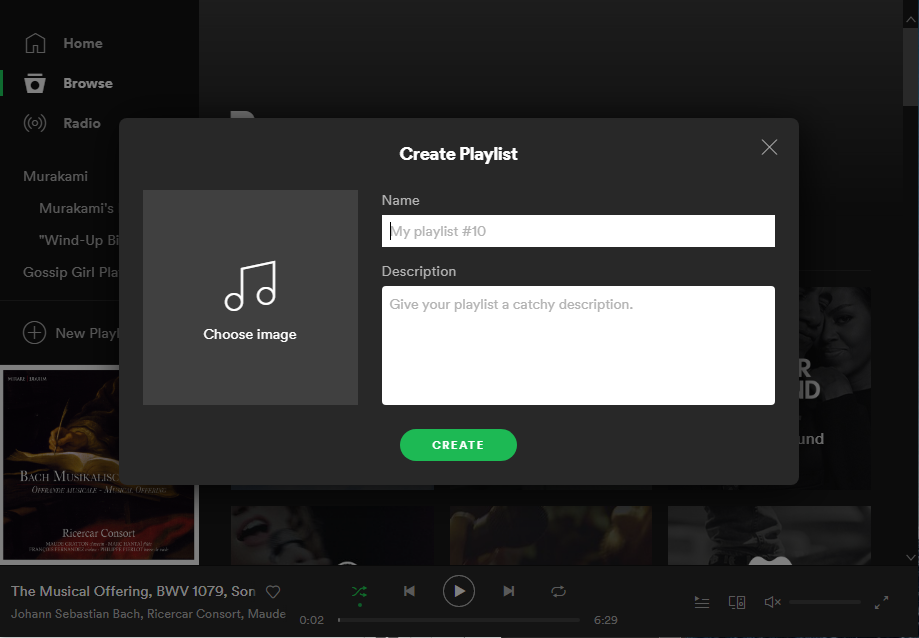 Home
Browse
Radio
Murakami
Murakami's
"Wind-Up Bi
Gossip Girl Pla
New Playl
Create Playlist
Choose image
Name
My playlist #10
Description
Give your playlist a catchy description.
CREATE
R
ND
und
BACH MUSIKALISC
OFFRANDE MUSICALE - MUSICAL OFFERING
Ricercar Consort
The Musical Offering, BWV 1079, Son
Johann Sebastian Bach, Ricercar Consort, Maude
0:02
6:29